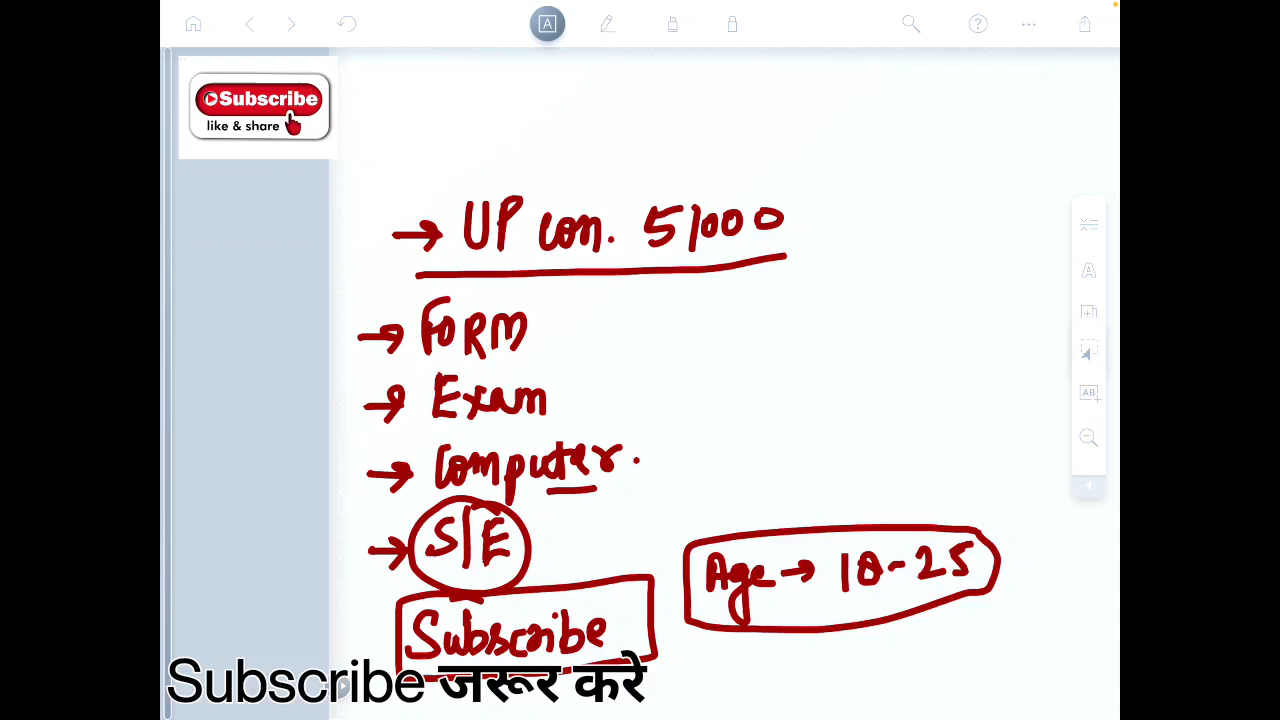 Subscribe
like & share
→ UP con. 51000
→ FORM
→ Exam
→ Computer.
→ S/E
Age → 18-25
Subscribe
Subscribe जरूर करे